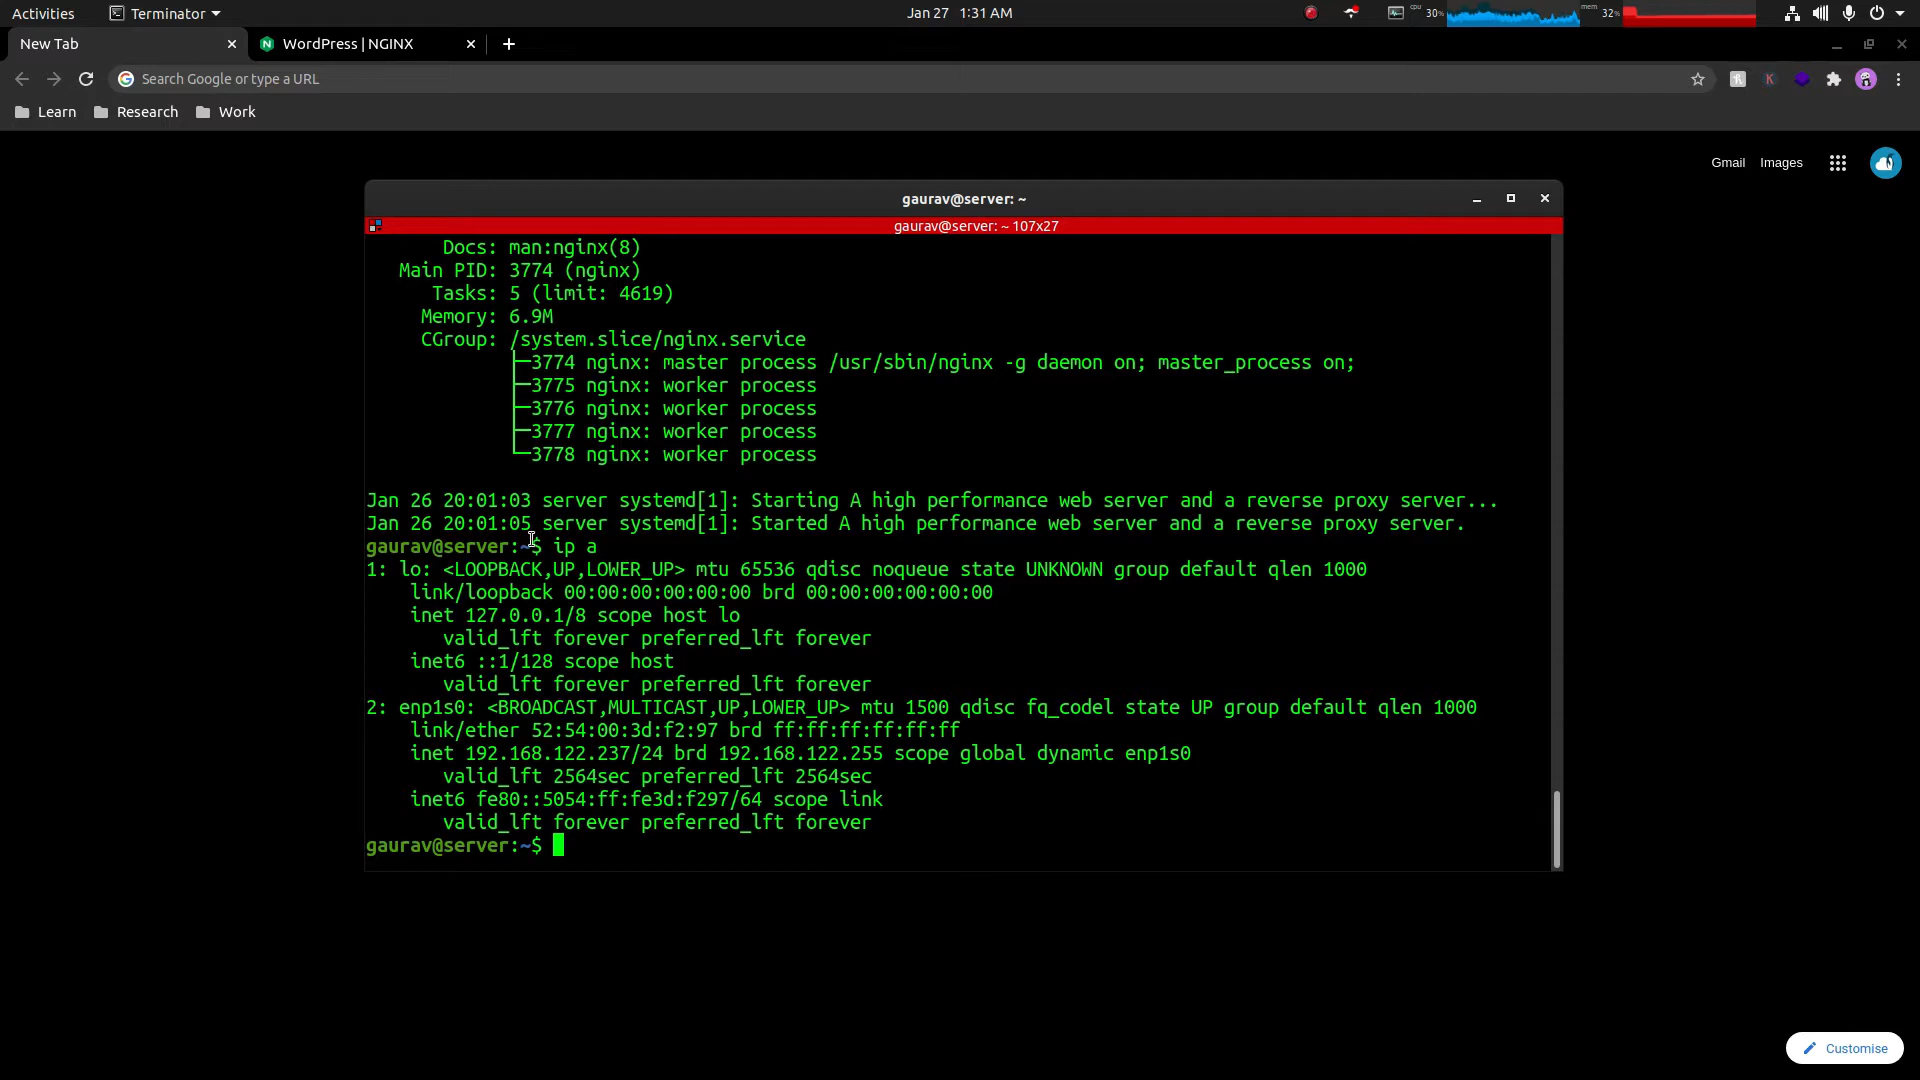 Activities
Terminator
Jan 27 1:31 AM
cpu 30%
mem 32%
New Tab
WordPress | NGINX
Search Google or type a URL
Learn
Research
Work
Gmail
Images
gaurav@server: ~
gaurav@server: ~ 107x27
Docs: man:nginx(8)
Main PID: 3774 (nginx)
Tasks: 5 (limit: 4619)
Memory: 6.9M
CGroup: /system.slice/nginx.service
├─3774 nginx: master process /usr/sbin/nginx -g daemon on; master_process on;
├─3775 nginx: worker process
├─3776 nginx: worker process
├─3777 nginx: worker process
└─3778 nginx: worker process
Jan 26 20:01:03 server systemd[1]: Starting A high performance web server and a reverse proxy server...
Jan 26 20:01:05 server systemd[1]: Started A high performance web server and a reverse proxy server.
gaurav@server:~$ ip a
1: lo: <LOOPBACK,UP,LOWER_UP> mtu 65536 qdisc noqueue state UNKNOWN group default qlen 1000
link/loopback 00:00:00:00:00:00 brd 00:00:00:00:00:00
inet 127.0.0.1/8 scope host lo
valid_lft forever preferred_lft forever
inet6 ::1/128 scope host
valid_lft forever preferred_lft forever
2: enp1s0: <BROADCAST,MULTICAST,UP,LOWER_UP> mtu 1500 qdisc fq_codel state UP group default qlen 1000
link/ether 52:54:00:3d:f2:97 brd ff:ff:ff:ff:ff:ff
inet 192.168.122.237/24 brd 192.168.122.255 scope global dynamic enp1s0
valid_lft 2564sec preferred_lft 2564sec
inet6 fe80::5054:ff:fe3d:f297/64 scope link
valid_lft forever preferred_lft forever
gaurav@server:~$
Customise